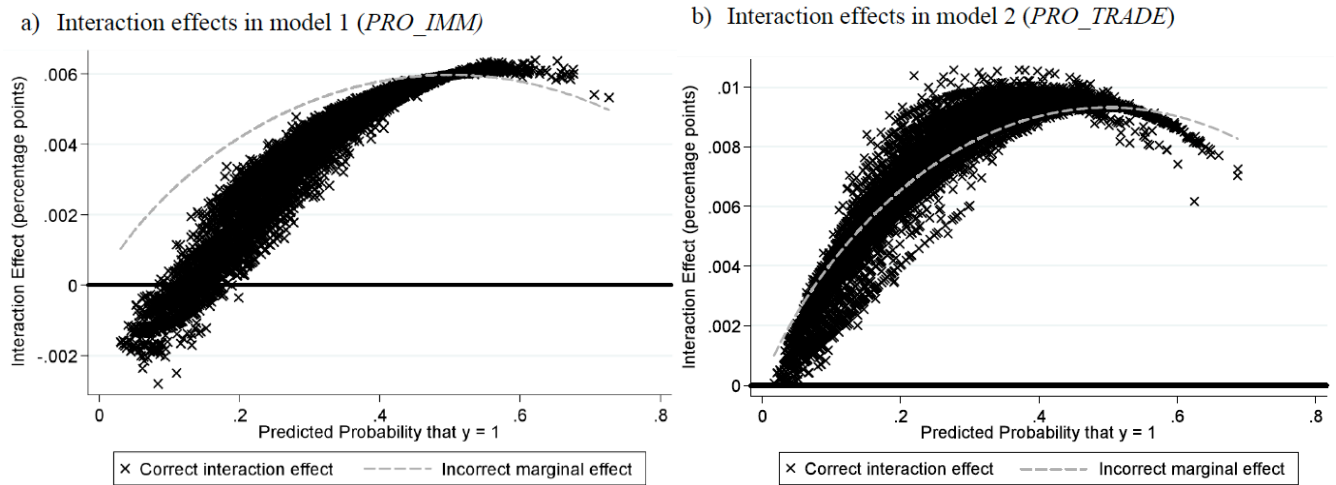 a) Interaction effects in model 1 (PRO_IMM)
Interaction Effect (percentage points)
.006
.004
.002
0
-.002
0 .2 .4 .6 .8
Predicted Probability that y = 1
× Correct interaction effect Incorrect marginal effect
b) Interaction effects in model 2 (PRO_TRADE)
Interaction Effect (percentage points)
.01
.008
.006
.004
.002
0
0 .2 .4 .6 .8
Predicted Probability that y = 1
× Correct interaction effect Incorrect marginal effect